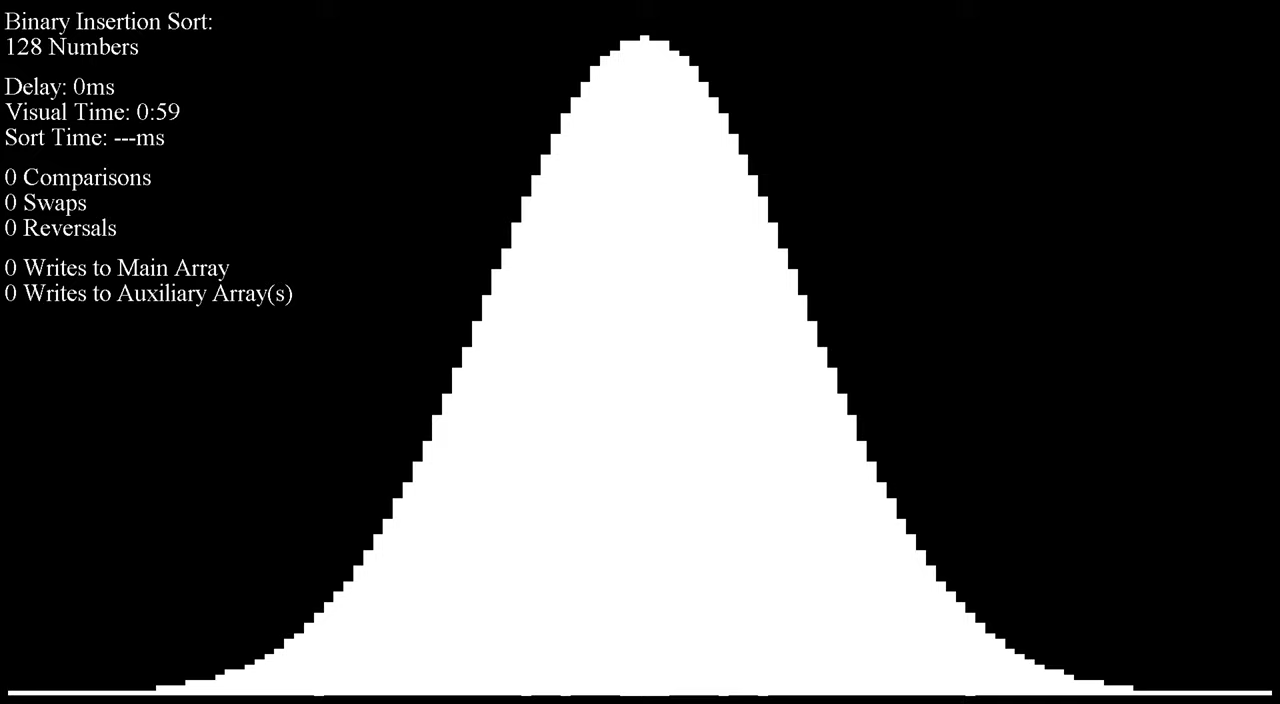 Binary Insertion Sort:
128 Numbers
Delay: 0ms
Visual Time: 0:59
Sort Time: ---ms
0 Comparisons
0 Swaps
0 Reversals
0 Writes to Main Array
0 Writes to Auxiliary Array(s)